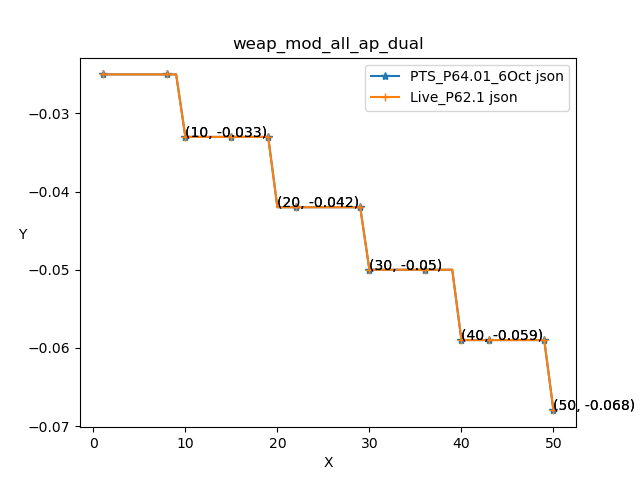 weap_mod_all_ap_dual
PTS_P64.01_6Oct json
Live_P62.1 json
−0.03
(10, -0.033)
−0.04
(20, -0.042)
Y
−0.05
(30, -0.05)
−0.06
(40, -0.059)
(50, -0.068)
−0.07
0 10 20 30 40 50
X